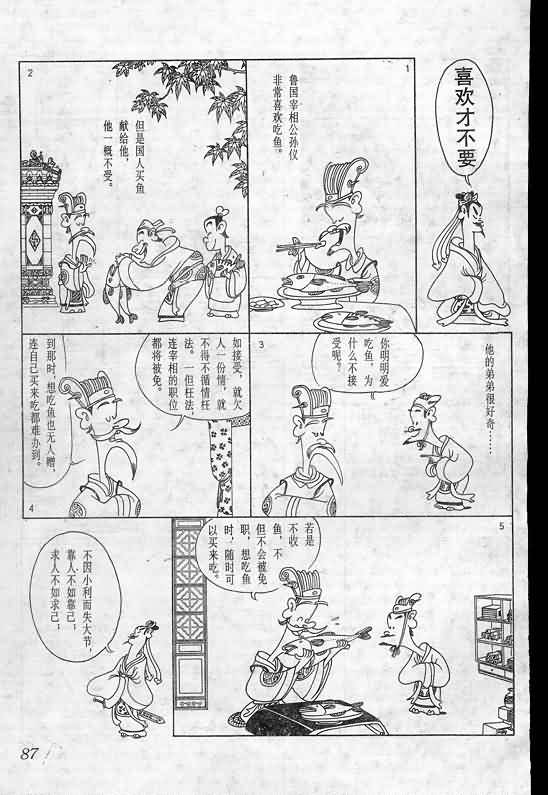 喜欢才不要
1
鲁国宰相公孙仪
非常喜欢吃鱼。
2
但是国人买鱼
献给他，
他一概不受。
他的弟弟很好奇……
3
你明明爱
吃鱼，为
什么不接
受呢？
4
如接受，就欠
人一份情，就
不得不循情枉
法。一但枉法，
连宰相的职位
都将被免。
到那时，想吃鱼也无人赠，
连自己买来吃都难办到。
5
若是
不收
鱼，不
但不会被免
职，想吃鱼
时，随时可
以买来吃。
不因小利而失大节，
靠人不如靠己；
求人不如求己；
87